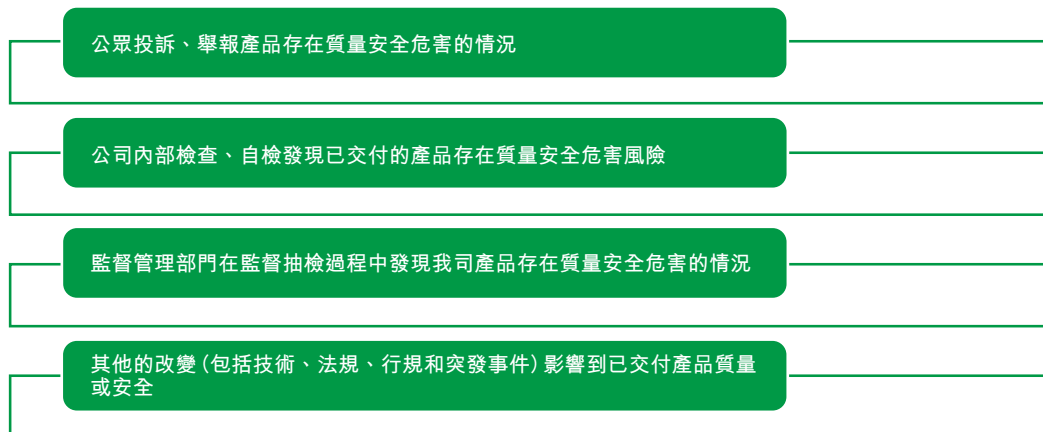 公眾投訴、舉報產品存在質量安全危害的情況
公司內部檢查、自檢發現已交付的產品存在質量安全危害風險
監督管理部門在監督抽檢過程中發現我司產品存在質量安全危害的情況
其他的改變（包括技術、法規、行規和突發事件）影響到已交付產品質量
或安全